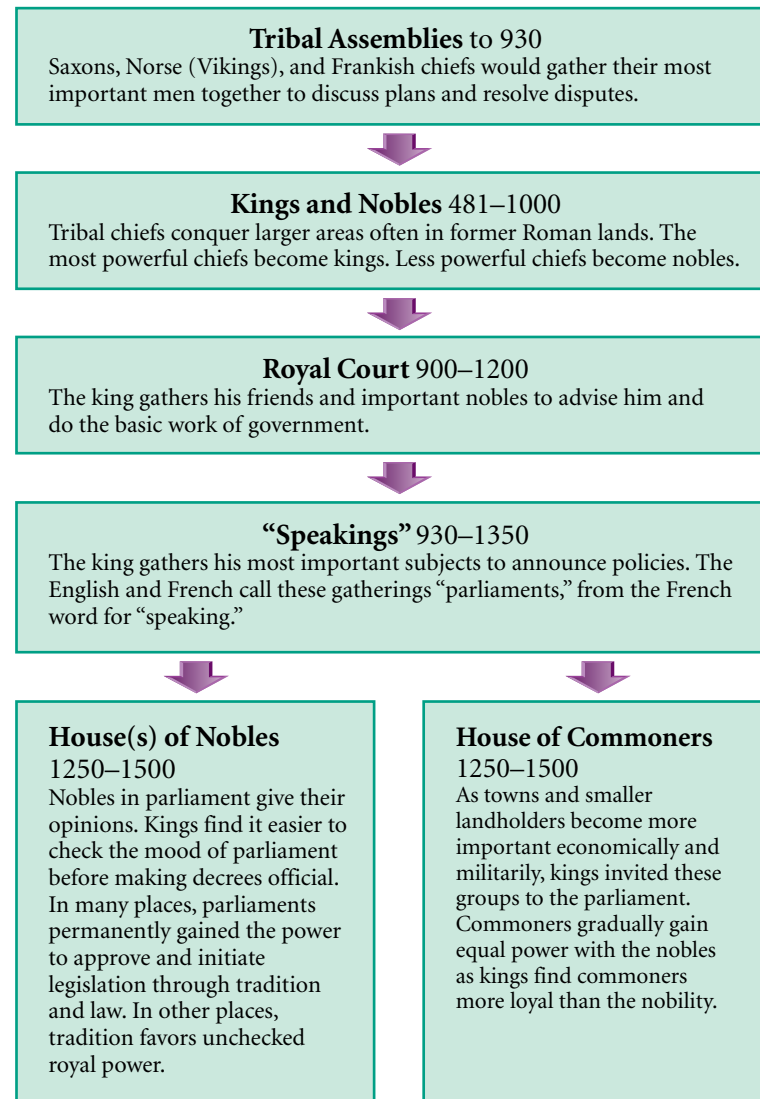 Tribal Assemblies to 930
Saxons, Norse (Vikings), and Frankish chiefs would gather their most
important men together to discuss plans and resolve disputes.
Kings and Nobles 481–1000
Tribal chiefs conquer larger areas often in former Roman lands. The
most powerful chiefs become kings. Less powerful chiefs become nobles.
Royal Court 900–1200
The king gathers his friends and important nobles to advise him and
do the basic work of government.
“Speakings” 930–1350
The king gathers his most important subjects to announce policies. The
English and French call these gatherings “parliaments,” from the French
word for “speaking.”
House(s) of Nobles
1250–1500
Nobles in parliament give their
opinions. Kings find it easier to
check the mood of parliament
before making decrees official.
In many places, parliaments
permanently gained the power
to approve and initiate
legislation through tradition
and law. In other places,
tradition favors unchecked
royal power.
House of Commoners
1250–1500
As towns and smaller
landholders become more
important economically and
militarily, kings invited these
groups to the parliament.
Commoners gradually gain
equal power with the nobles
as kings find commoners
more loyal than the nobility.